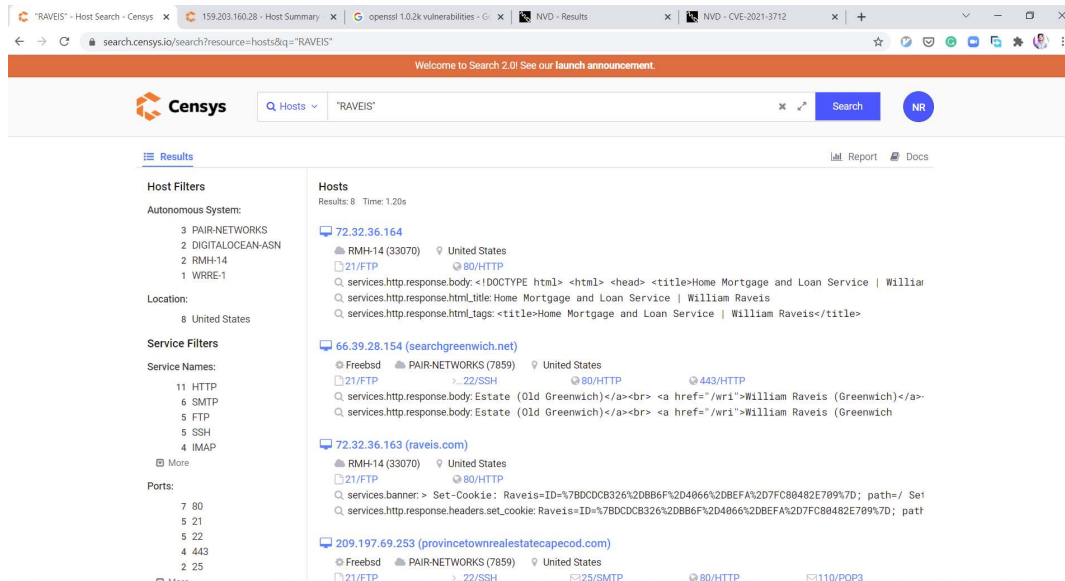 "RAVEIS" - Host Search - Censys x 159.203.160.28 - Host Summary x openssl 1.0.2k vulnerabilities - G x NVD - Results x NVD - CVE-2021-3712 x +
search.censys.io/search?resource=hosts&q="RAVEIS"
Welcome to Search 2.0! See our launch announcement.
Censys Hosts "RAVEIS" Search NR
Results Report Docs
Host Filters
Autonomous System:
3 PAIR-NETWORKS
2 DIGITALOCEAN-ASN
2 RMH-14
1 WRRE-1
Location:
8 United States
Service Filters
Service Names:
11 HTTP
6 SMTP
5 FTP
5 SSH
4 IMAP
More
Ports:
7 80
5 21
5 22
4 443
2 25
More
Hosts
Results: 8 Time: 1.20s
72.32.36.164
RMH-14 (33070) United States
21/FTP 80/HTTP
services.http.response.body: <!DOCTYPE html> <html> <head> <title>Home Mortgage and Loan Service | Willia
services.http.response.html_title: Home Mortgage and Loan Service | William Raveis
services.http.response.html_tags: <title>Home Mortgage and Loan Service | William Raveis</title>
66.39.28.154 (searchgreenwich.net)
Freebsd PAIR-NETWORKS (7859) United States
21/FTP >_ 22/SSH 80/HTTP 443/HTTP
services.http.response.body: Estate (Old Greenwich)</a><br> <a href="/wri">William Raveis (Greenwich)</a>
services.http.response.body: Estate (Old Greenwich)</a><br> <a href="/wri">William Raveis (Greenwich
72.32.36.163 (raveis.com)
RMH-14 (33070) United States
21/FTP 80/HTTP
services.banner: > Set-Cookie: Raveis=ID=%7BDCDCB326%2DBB6F%2D4066%2DBEFA%2D7FC80482E709%7D; path=/ Set
services.http.response.headers.set_cookie: Raveis=ID=%7BDCDCB326%2DBB6F%2D4066%2DBEFA%2D7FC80482E709%7D; path
209.197.69.253 (provincetownrealestatecapecod.com)
Freebsd PAIR-NETWORKS (7859) United States
21/FTP >_ 22/SSH 25/SMTP 80/HTTP 110/POP3